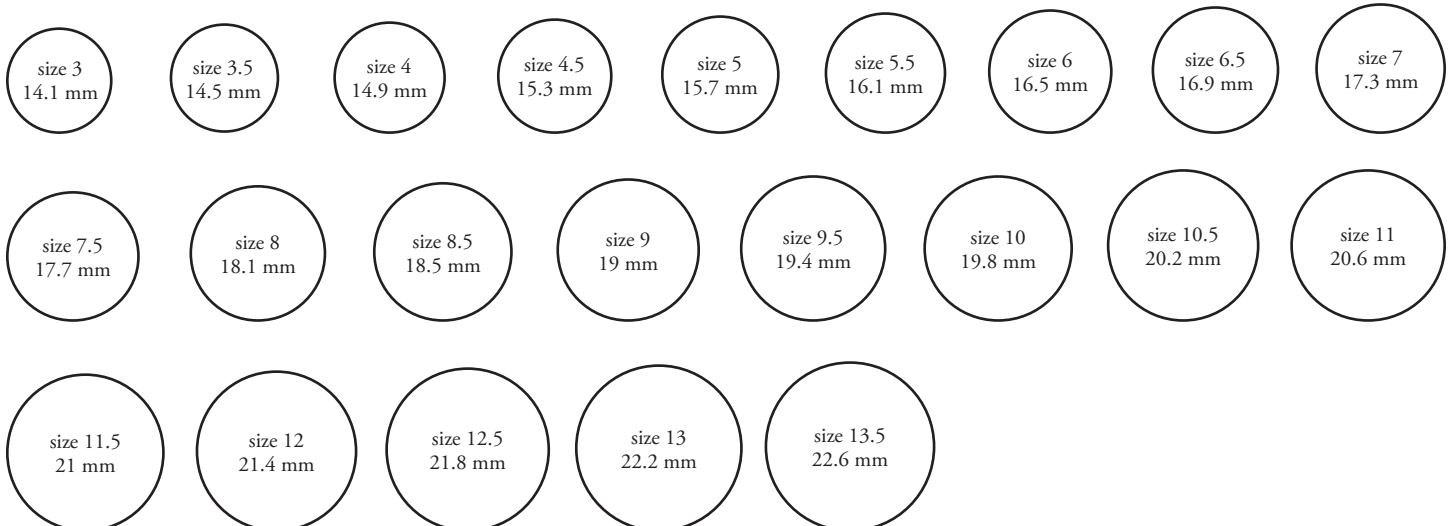 size 3
14.1 mm
size 3.5
14.5 mm
size 4
14.9 mm
size 4.5
15.3 mm
size 5
15.7 mm
size 5.5
16.1 mm
size 6
16.5 mm
size 6.5
16.9 mm
size 7
17.3 mm
size 7.5
17.7 mm
size 8
18.1 mm
size 8.5
18.5 mm
size 9
19 mm
size 9.5
19.4 mm
size 10
19.8 mm
size 10.5
20.2 mm
size 11
20.6 mm
size 11.5
21 mm
size 12
21.4 mm
size 12.5
21.8 mm
size 13
22.2 mm
size 13.5
22.6 mm